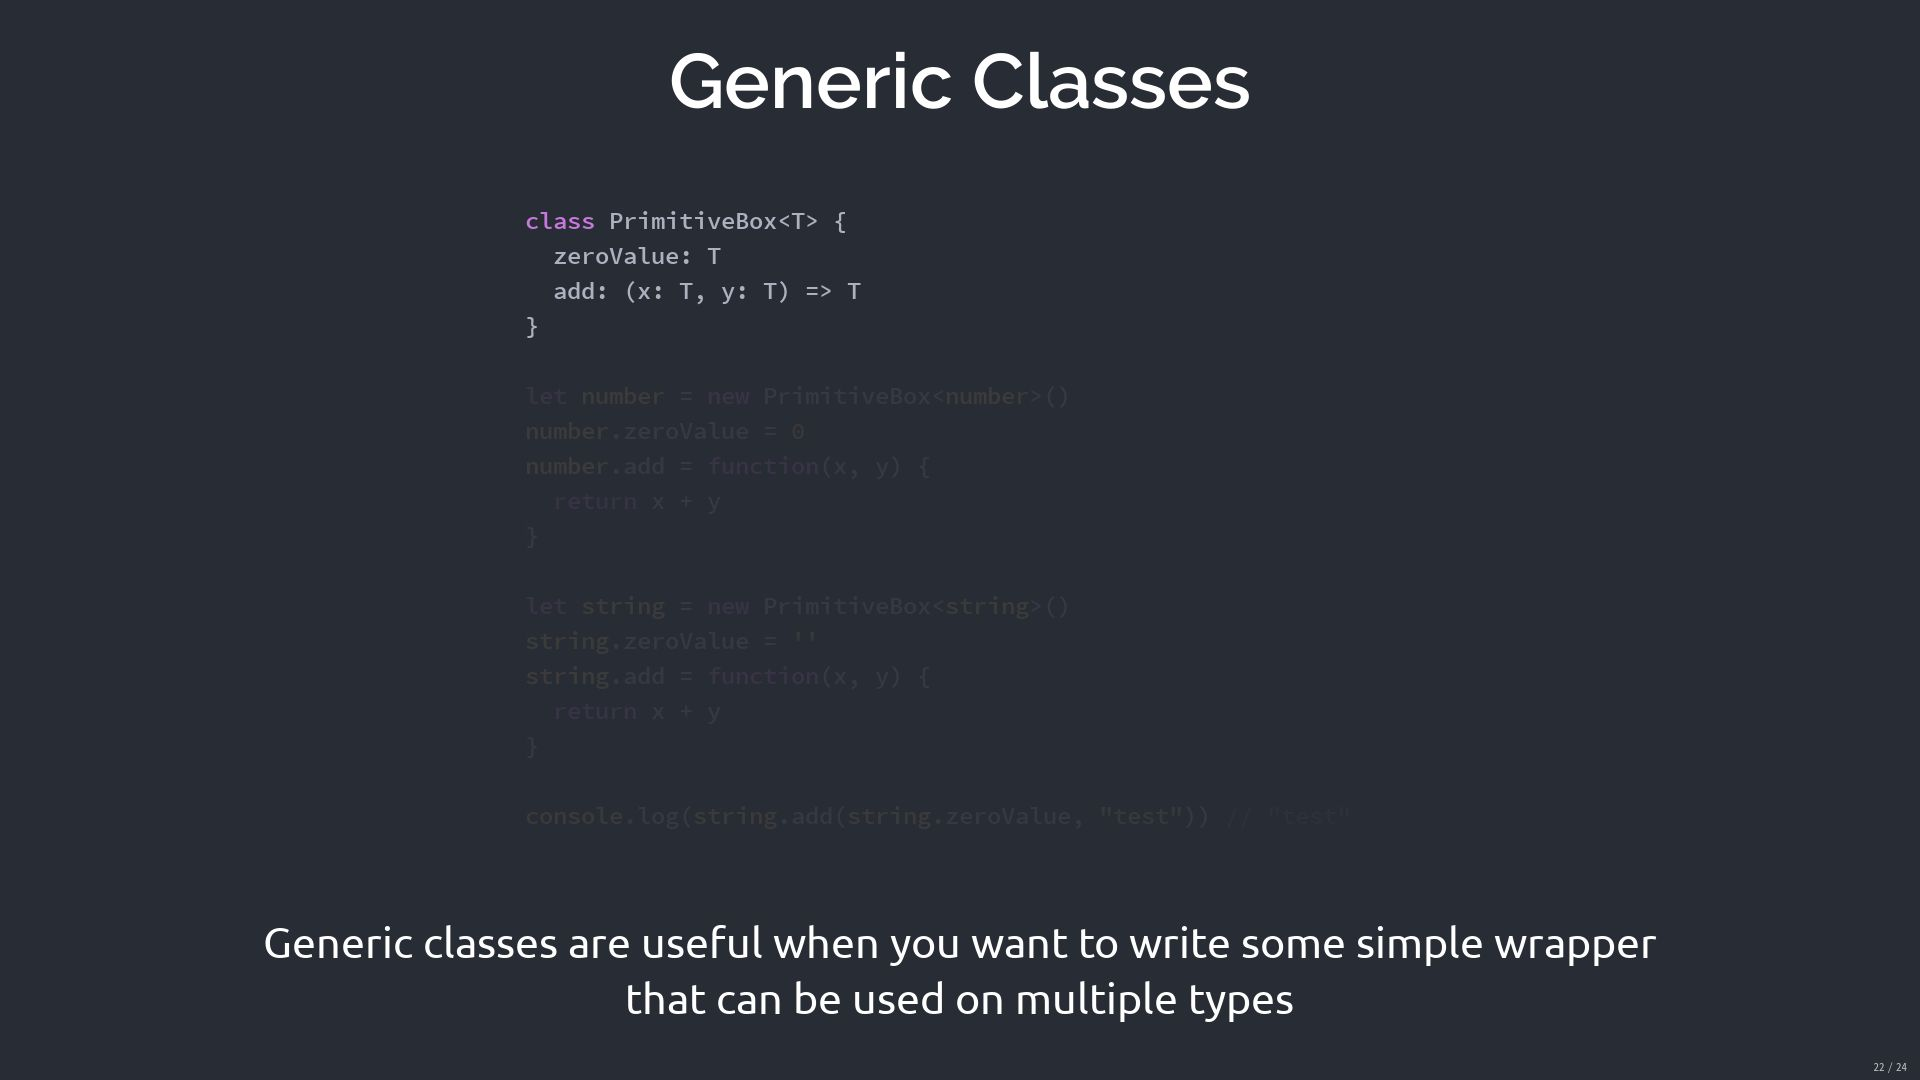 Generic Classes
class PrimitiveBox<T> {
  zeroValue: T
  add: (x: T, y: T) => T
}
let number = new PrimitiveBox<number>()
number.zeroValue = 0
number.add = function(x, y) {
  return x + y
}
let string = new PrimitiveBox<string>()
string.zeroValue = ''
string.add = function(x, y) {
  return x + y
}
console.log(string.add(string.zeroValue, "test")) // "test"
Generic classes are useful when you want to write some simple wrapper
that can be used on multiple types
22 / 24